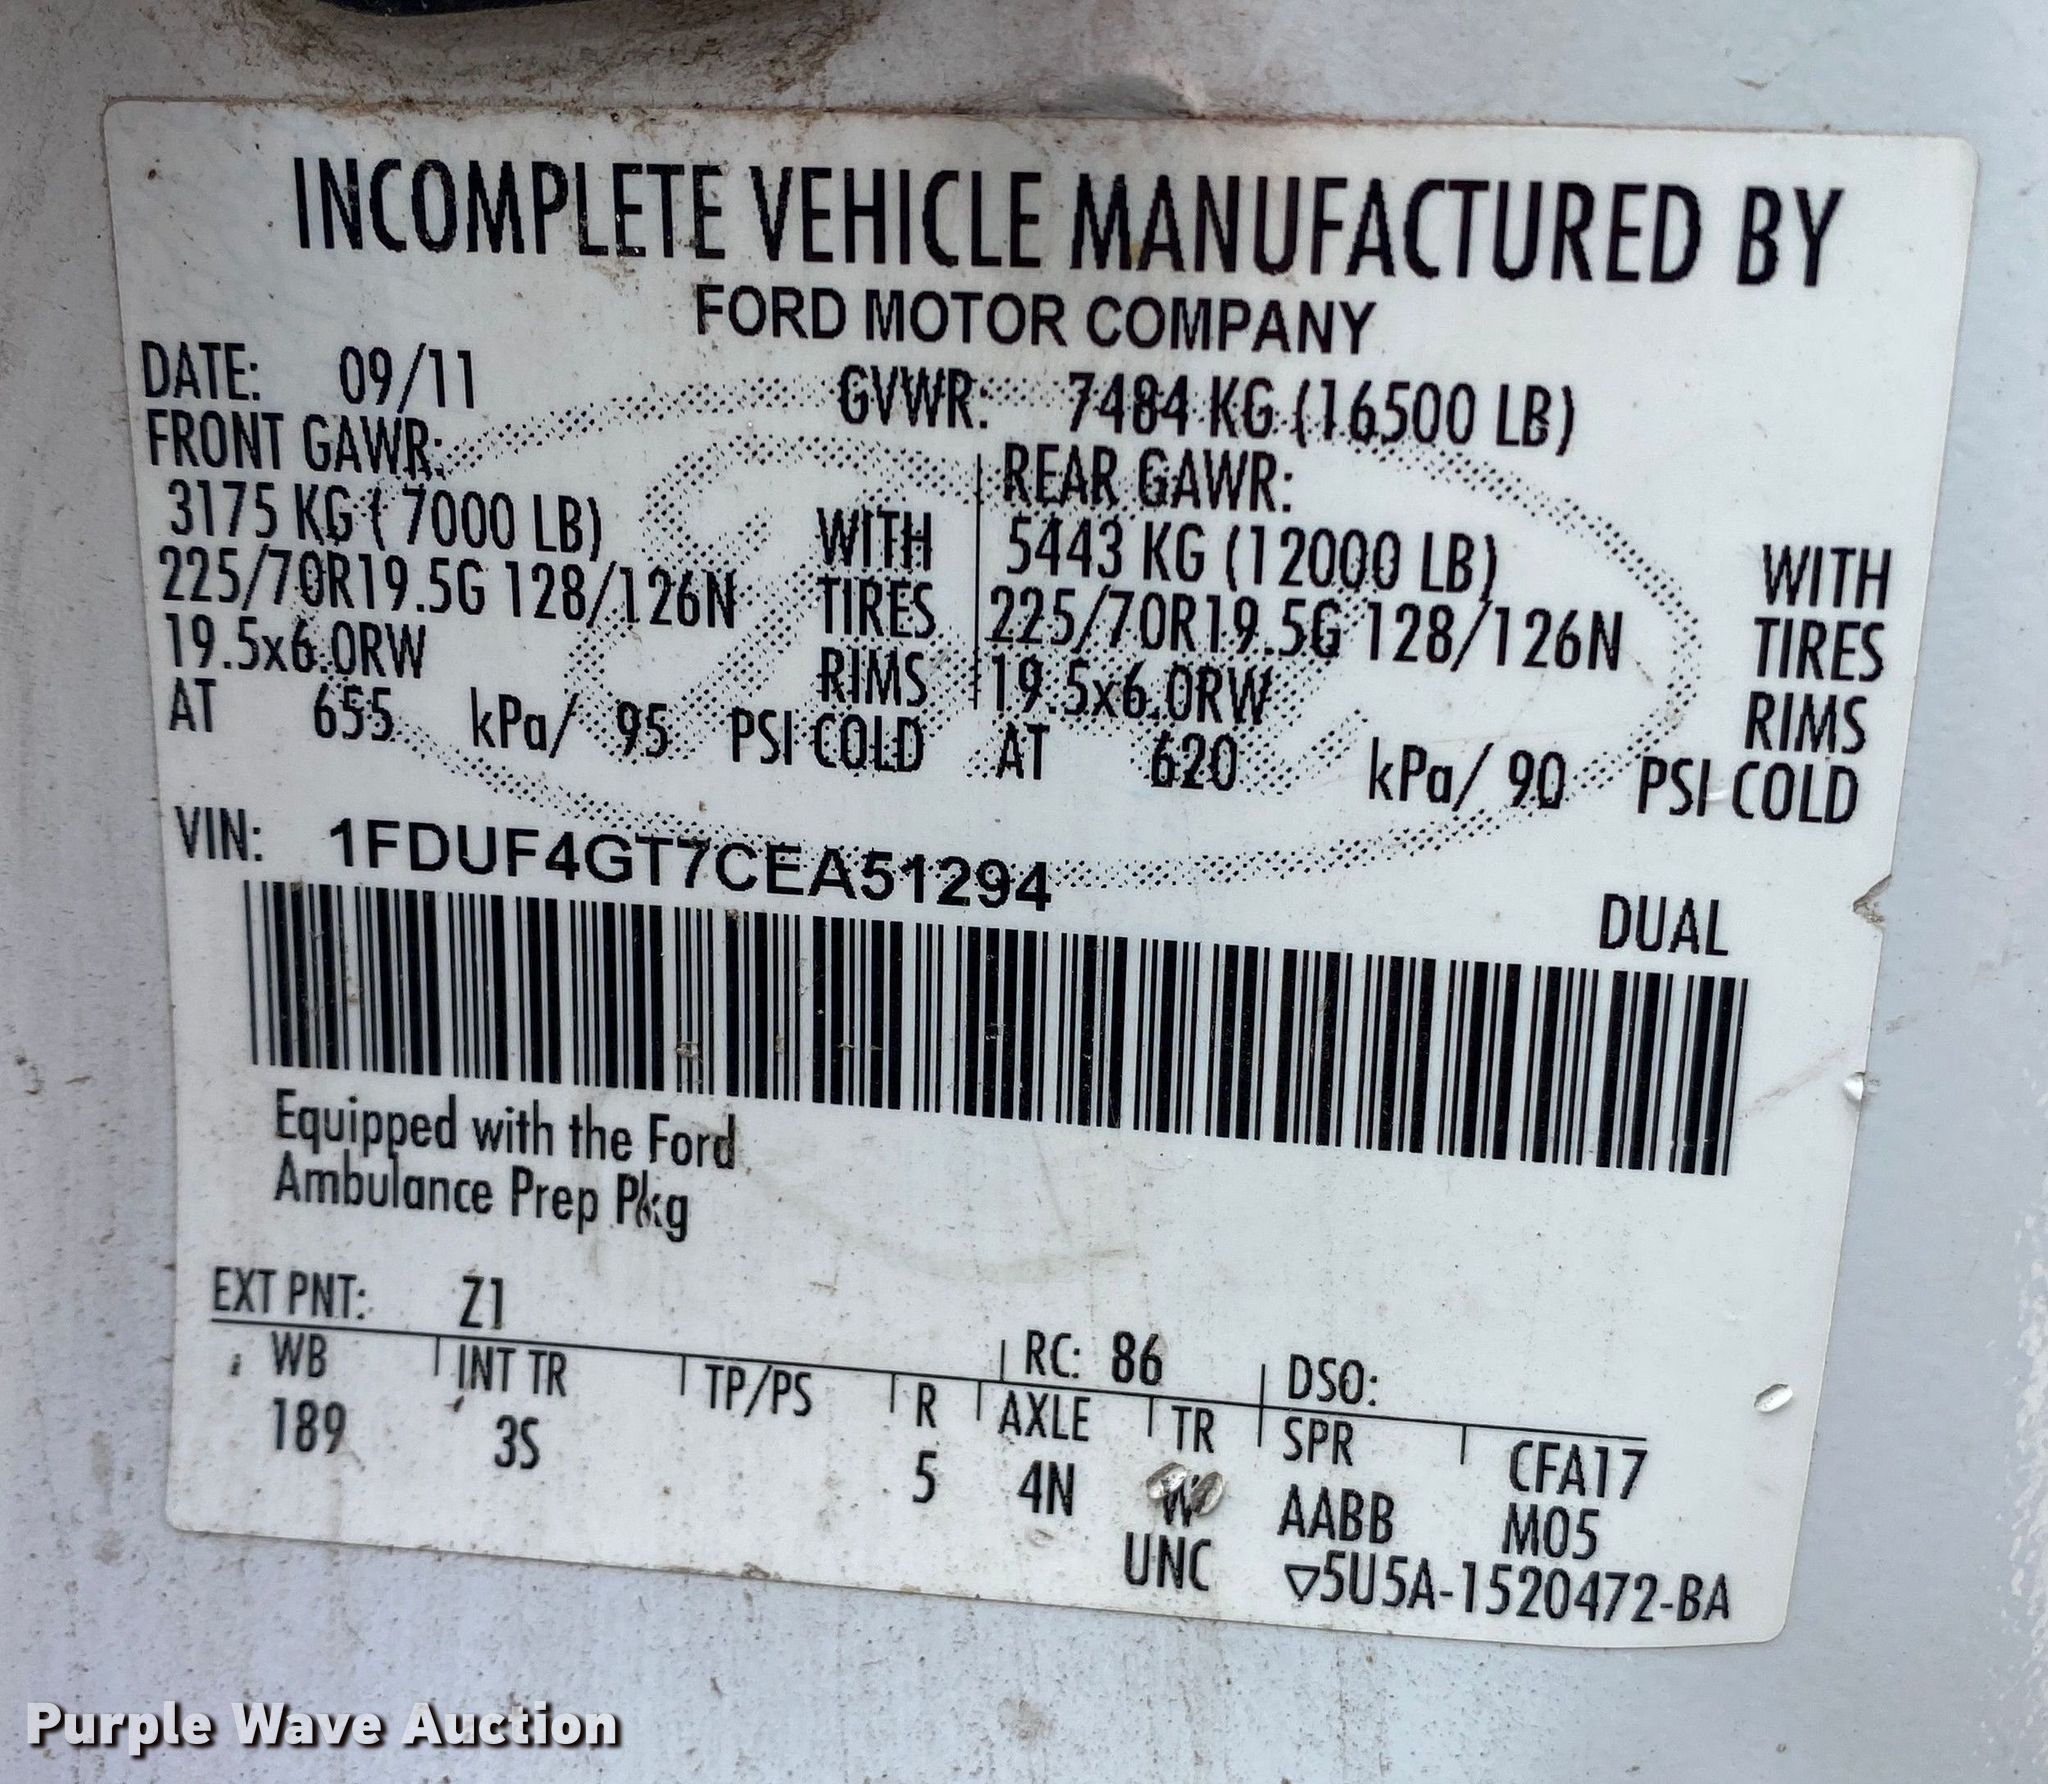 INCOMPLETE VEHICLE MANUFACTURED BY
FORD MOTOR COMPANY
DATE: 09/11 GVWR: 7484 KG (16500 LB)
FRONT GAWR: REAR GAWR:
3175 KG ( 7000 LB) WITH 5443 KG (12000 LB) WITH
225/70R19.5G 128/126N TIRES 225/70R19.5G 128/126N TIRES
19.5x6.0RW RIMS 19.5x6.0RW RIMS
AT 655 kPa/ 95 PSI COLD AT 620 kPa/ 90 PSI COLD
VIN: 1FDUF4GT7CEA51294
DUAL
Equipped with the Ford
Ambulance Prep Pkg
EXT PNT: Z1 RC: 86 DSO:
WB INT TR TP/PS R AXLE TR SPR CFA17
189 3S 5 4N W AABB M05
UNC ▽5U5A-1520472-BA
Purple Wave Auction